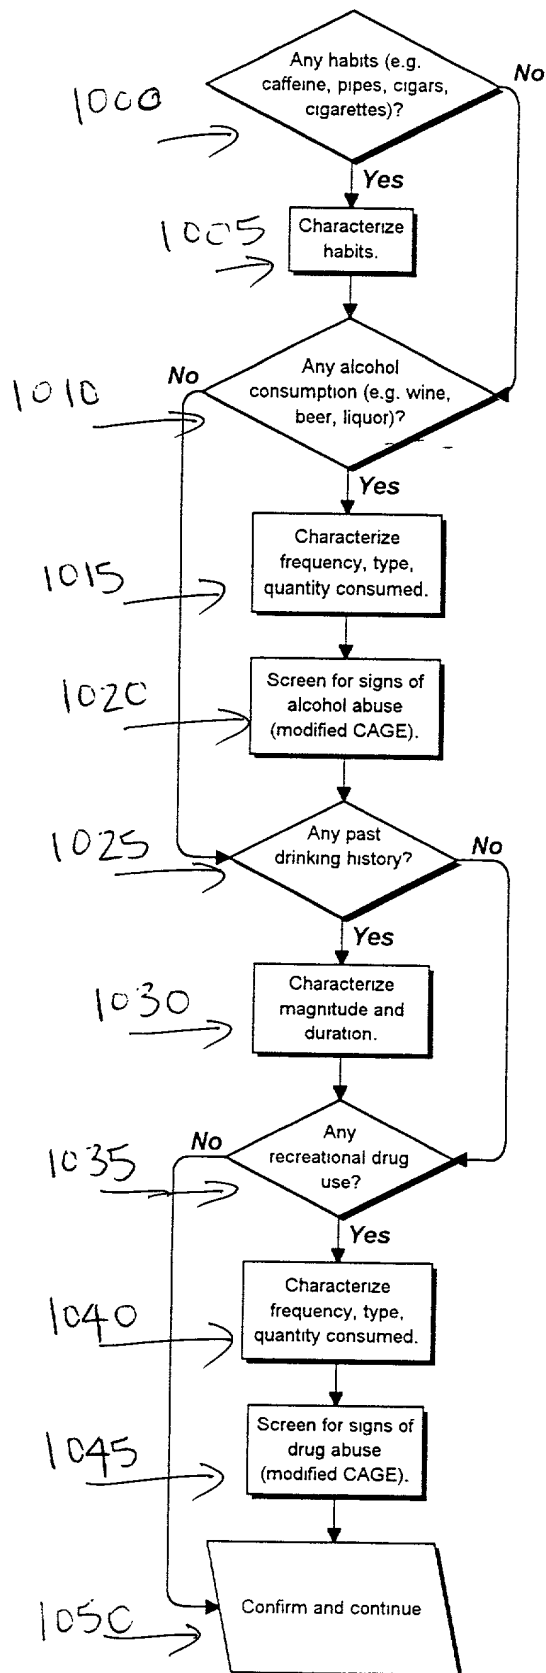 Any habits (e.g.
caffeine, pipes, cigars,
cigarettes)?
No
1000
Yes
1005
Characterize
habits.
No
Any alcohol
consumption (e.g. wine,
beer, liquor)?
1010
Yes
Characterize
frequency, type,
quantity consumed.
1015
1020
Screen for signs of
alcohol abuse
(modified CAGE).
1025
Any past
drinking history?
No
Yes
1030
Characterize
magnitude and
duration.
No
Any
recreational drug
use?
1035
Yes
Characterize
frequency, type,
quantity consumed.
1040
Screen for signs of
drug abuse
(modified CAGE).
1045
Confirm and continue
1050